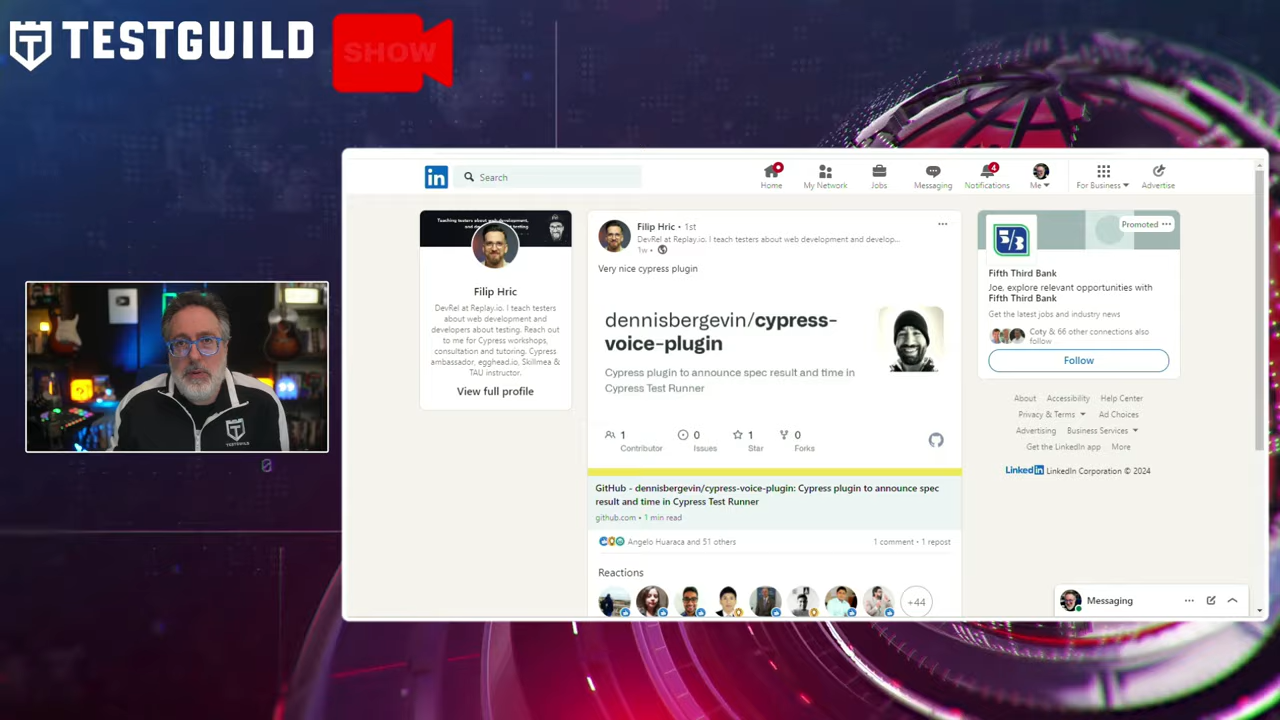 TESTGUILD
SHOW
in
Search
Home
My Network
Jobs
Messaging
4
Notifications
Me
For Business
Advertise
Filip Hric
DevRel at Replay.io. I teach testers
about web development and
developers about testing. Reach out
to me for Cypress workshops,
consultation and tutoring. Cypress
ambassador, egghead.io, Skillmea &
TAU instructor.
View full profile
Filip Hric • 1st
DevRel at Replay.io. I teach testers about web development and develop...
1w •
Very nice cypress plugin
dennisbergevin/cypress-
voice-plugin
Cypress plugin to announce spec result and time in
Cypress Test Runner
1
Contributor
0
Issues
1
Star
0
Forks
GitHub - dennisbergevin/cypress-voice-plugin: Cypress plugin to announce spec
result and time in Cypress Test Runner
github.com • 1 min read
Angelo Huaraca and 51 others
1 comment • 1 repost
Reactions
+44
Promoted
5/3
Fifth Third Bank
Joe, explore relevant opportunities with
Fifth Third Bank
Get the latest jobs and industry news
Coty & 66 other connections also
follow
Follow
About Accessibility Help Center
Privacy & Terms Ad Choices
Advertising Business Services
Get the LinkedIn app More
LinkedIn LinkedIn Corporation © 2024
Messaging
TESTGUILD